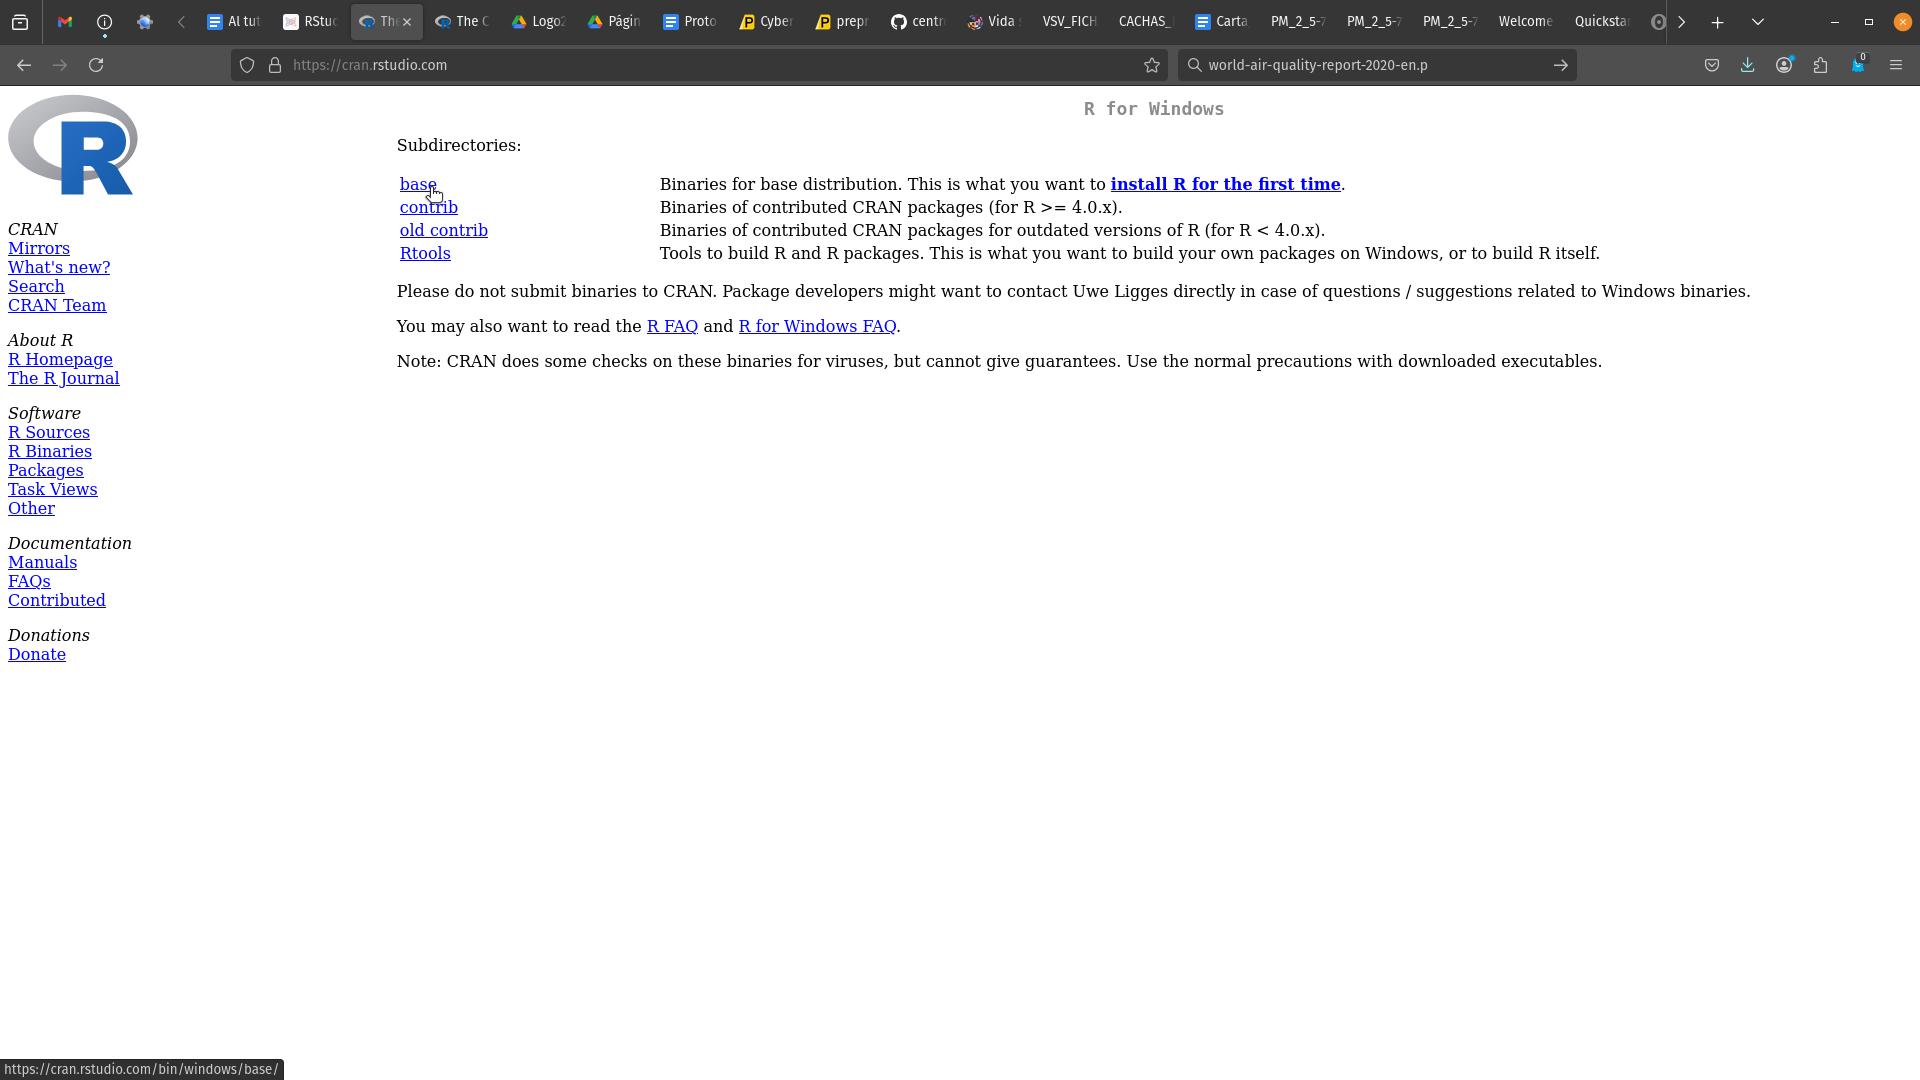 AI tut
RStu
The
The C
Logo2
Págin
Proto
Cyber
prepr
centr
Vida
VSV_FICH
CACHAS_
Carta
PM_2_5-7
PM_2_5-7
PM_2_5-7
Welcome
Quickstar
https://cran.rstudio.com
world-air-quality-report-2020-en.p
0
R
R for Windows
Subdirectories:
base Binaries for base distribution. This is what you want to install R for the first time.
contrib Binaries of contributed CRAN packages (for R >= 4.0.x).
old contrib Binaries of contributed CRAN packages for outdated versions of R (for R < 4.0.x).
Rtools Tools to build R and R packages. This is what you want to build your own packages on Windows, or to build R itself.
Please do not submit binaries to CRAN. Package developers might want to contact Uwe Ligges directly in case of questions / suggestions related to Windows binaries.
You may also want to read the R FAQ and R for Windows FAQ.
Note: CRAN does some checks on these binaries for viruses, but cannot give guarantees. Use the normal precautions with downloaded executables.
CRAN
Mirrors
What's new?
Search
CRAN Team
About R
R Homepage
The R Journal
Software
R Sources
R Binaries
Packages
Task Views
Other
Documentation
Manuals
FAQs
Contributed
Donations
Donate
https://cran.rstudio.com/bin/windows/base/